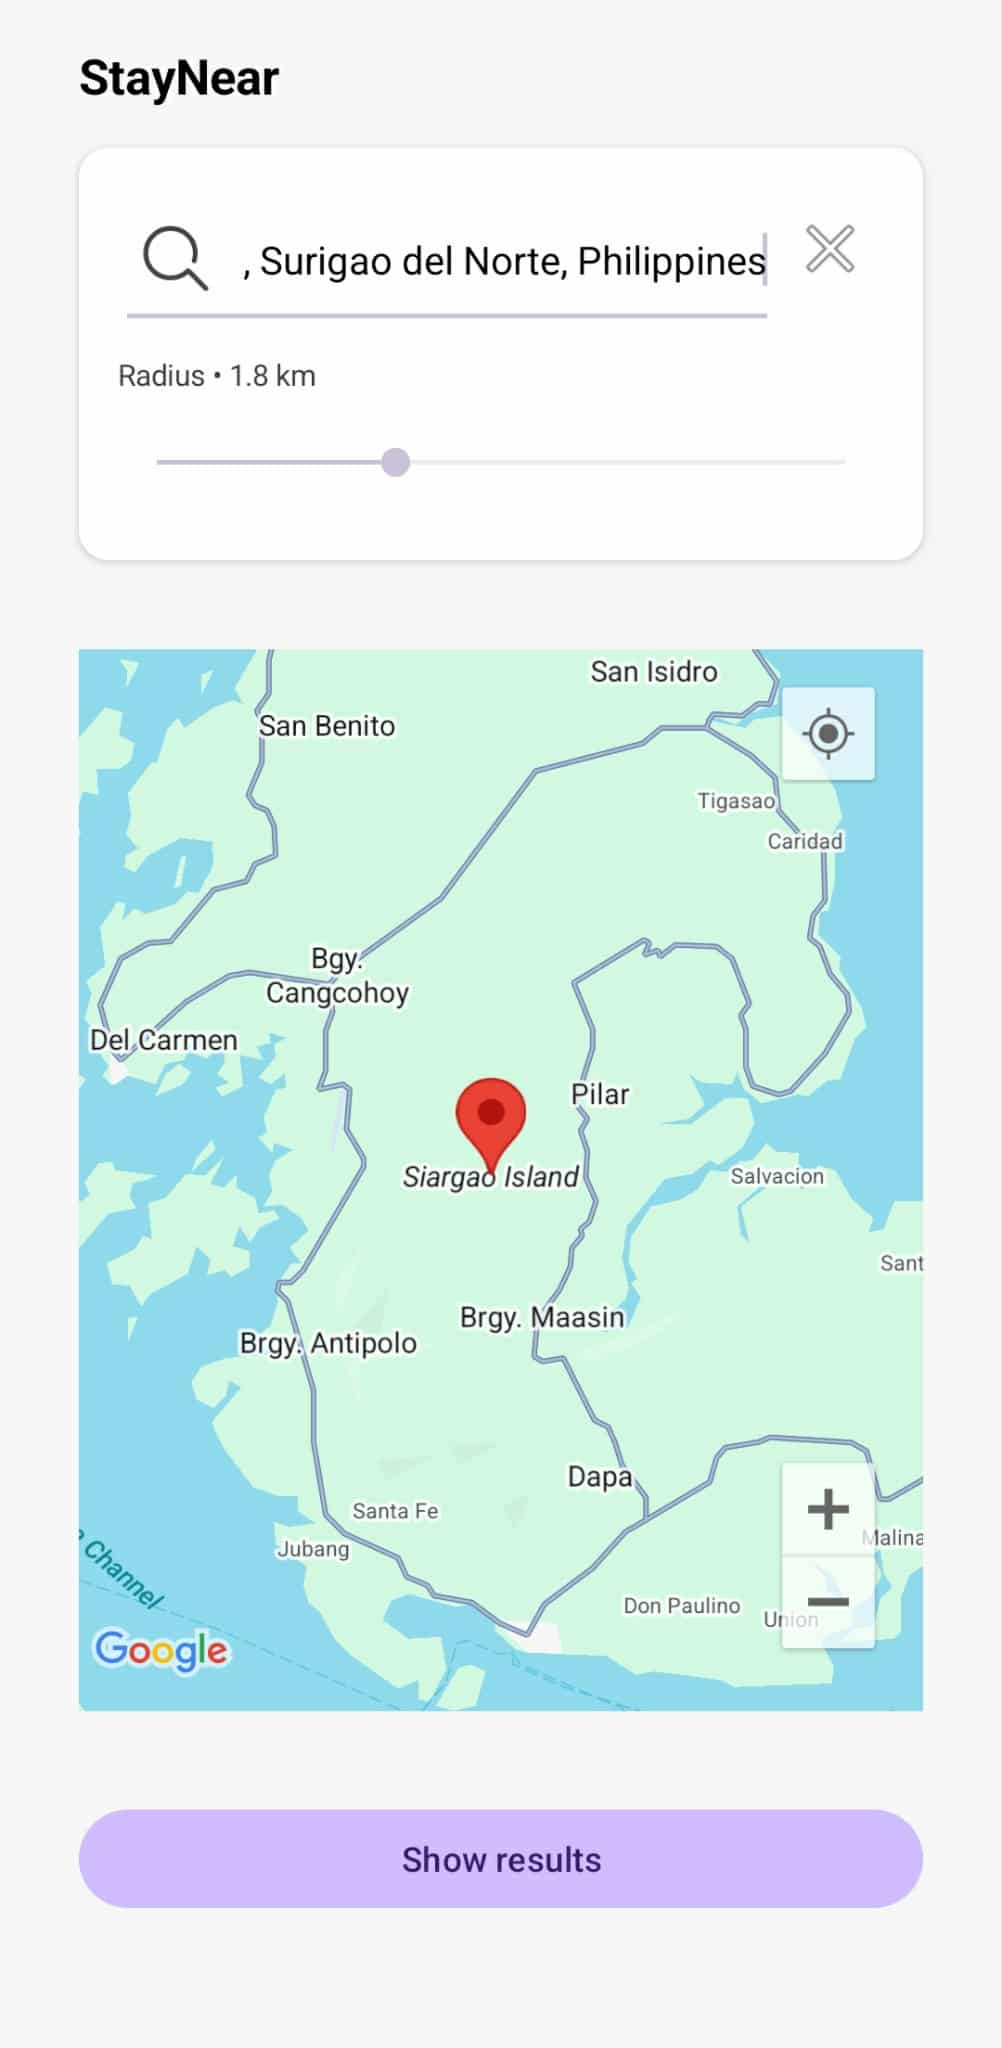 StayNear
, Surigao del Norte, Philippines
Radius • 1.8 km
San Isidro
San Benito
Tigasao
Caridad
Bgy.
Cangcohoy
Del Carmen
Pilar
Siargao Island
Salvacion
Sant
Brgy. Maasin
Brgy. Antipolo
Dapa
Santa Fe
Malina
Jubang
Channel
Don Paulino
Union
Google
Show results